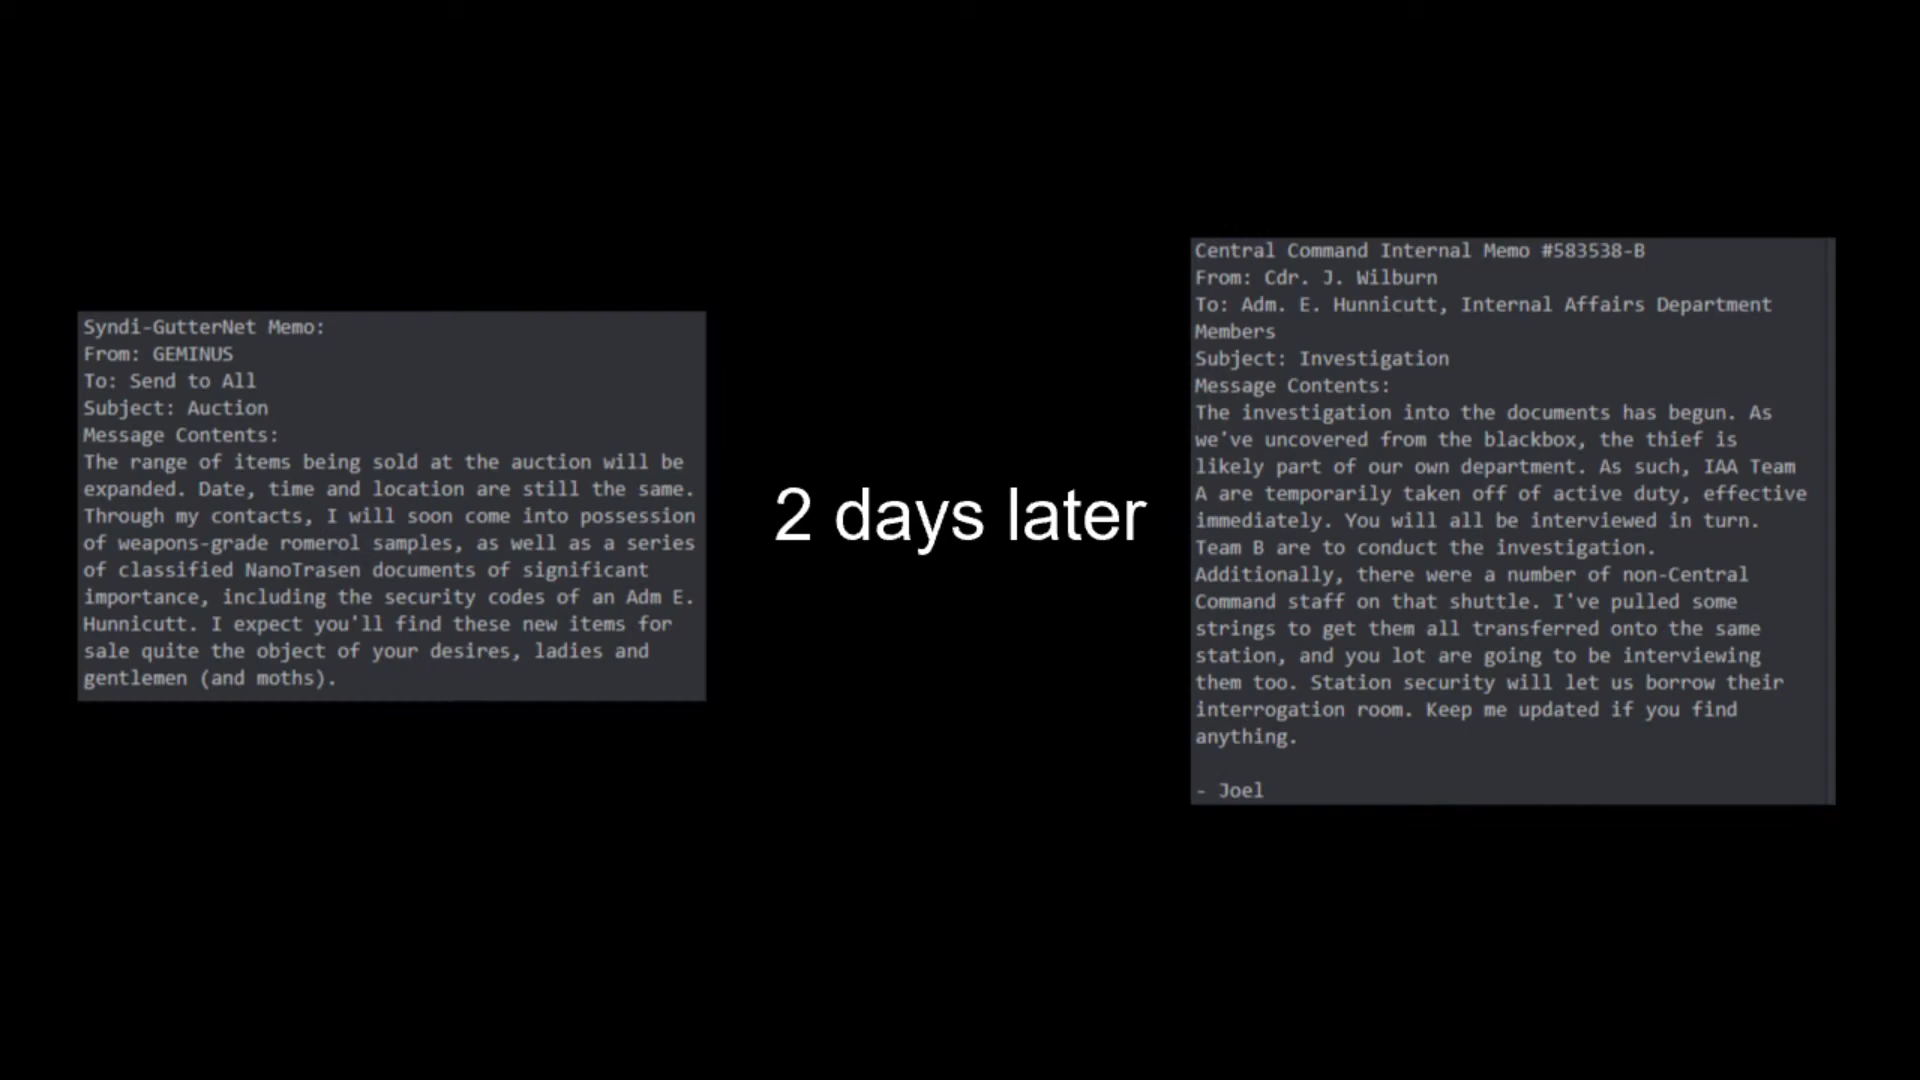 Syndi-GutterNet Memo:
From: GEMINUS
To: Send to All
Subject: Auction
Message Contents:
The range of items being sold at the auction will be
expanded. Date, time and location are still the same.
Through my contacts, I will soon come into possession
of weapons-grade romerol samples, as well as a series
of classified NanoTrasen documents of significant
importance, including the security codes of an Adm E.
Hunnicutt. I expect you'll find these new items for
sale quite the object of your desires, ladies and
gentlemen (and moths).
2 days later
Central Command Internal Memo #583538-B
From: Cdr. J. Wilburn
To: Adm. E. Hunnicutt, Internal Affairs Department
Members
Subject: Investigation
Message Contents:
The investigation into the documents has begun. As
we've uncovered from the blackbox, the thief is
likely part of our own department. As such, IAA Team
A are temporarily taken off of active duty, effective
immediately. You will all be interviewed in turn.
Team B are to conduct the investigation.
Additionally, there were a number of non-Central
Command staff on that shuttle. I've pulled some
strings to get them all transferred onto the same
station, and you lot are going to be interviewing
them too. Station security will let us borrow their
interrogation room. Keep me updated if you find
anything.
- Joel